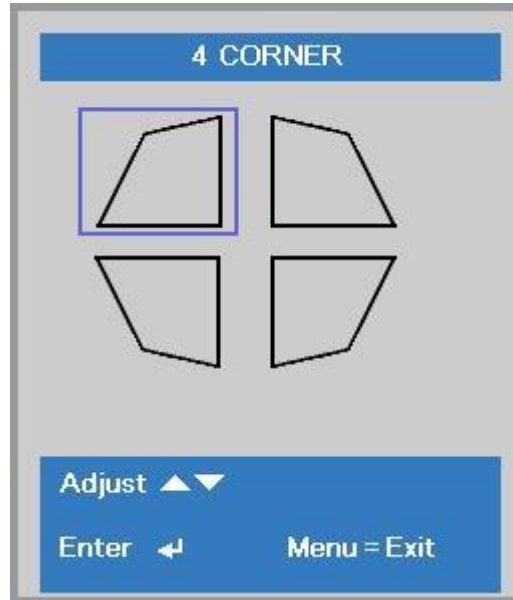 4 CORNER
Adjust ▲▼
Enter ↵
Menu = Exit